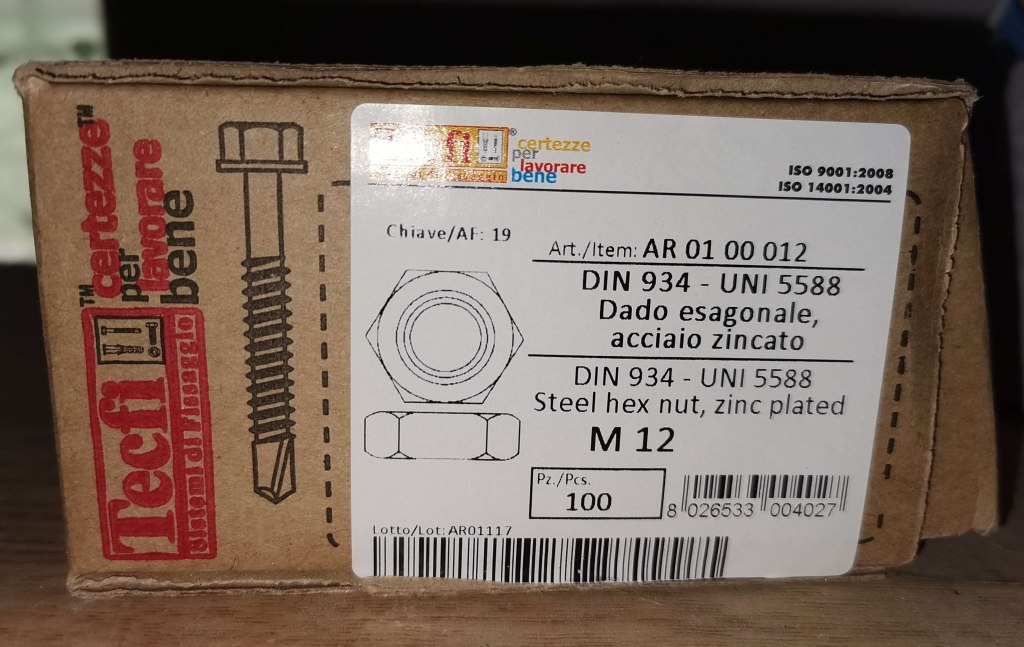 ™certezze™
per
lavorare
bene
Tecfi
Sistemi di Fissaggio
Tecfi®
certezze
per
lavorare
bene
ISO 9001:2008
ISO 14001:2004
Chiave/AF: 19
Art./Item: AR 01 00 012
DIN 934 - UNI 5588
Dado esagonale,
acciaio zincato
DIN 934 - UNI 5588
Steel hex nut, zinc plated
M 12
Pz./Pcs.
100
8 026533 004027
Lotto/Lot: AR01117